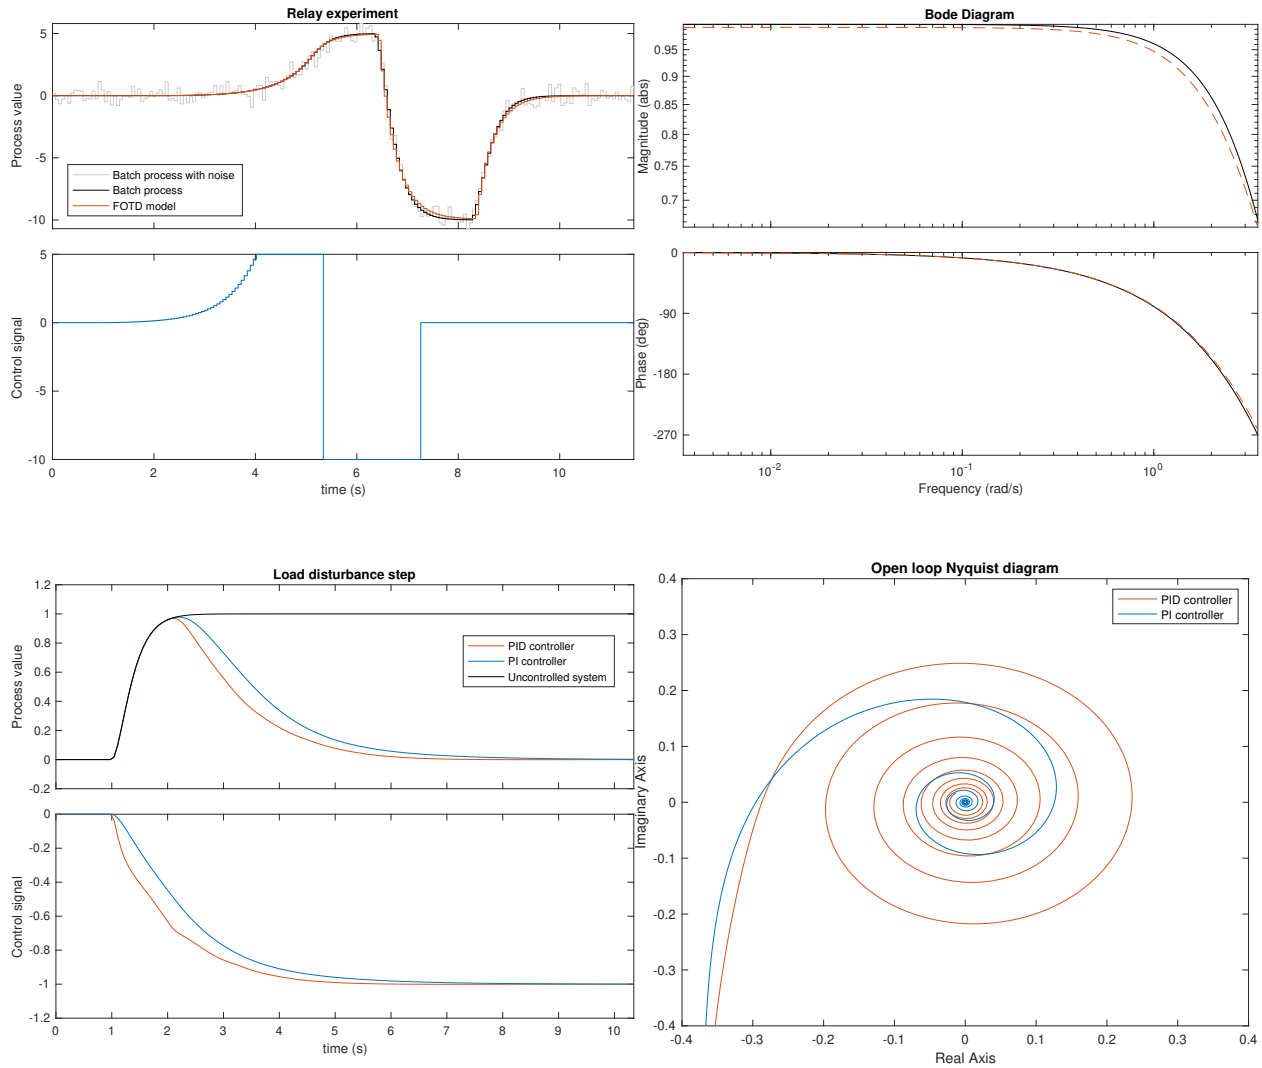 Relay experiment
5
0
-5
-10
Process value
Batch process with noise
Batch process
FOTD model
5
0
-5
-10
Control signal
0 2 4 6 8 10
time (s)
Bode Diagram
0.95
0.9
0.85
0.8
0.75
0.7
Magnitude (abs)
0
-90
-180
-270
Phase (deg)
10-2 10-1 100
Frequency (rad/s)
Load disturbance step
1.2
1
0.8
0.6
0.4
0.2
0
-0.2
Process value
PID controller
PI controller
Uncontrolled system
0
-0.2
-0.4
-0.6
-0.8
-1
-1.2
Control signal
0 1 2 3 4 5 6 7 8 9 10
time (s)
Open loop Nyquist diagram
0.4
0.3
0.2
0.1
0
-0.1
-0.2
-0.3
-0.4
Imaginary Axis
PID controller
PI controller
-0.4 -0.3 -0.2 -0.1 0 0.1 0.2 0.3 0.4
Real Axis